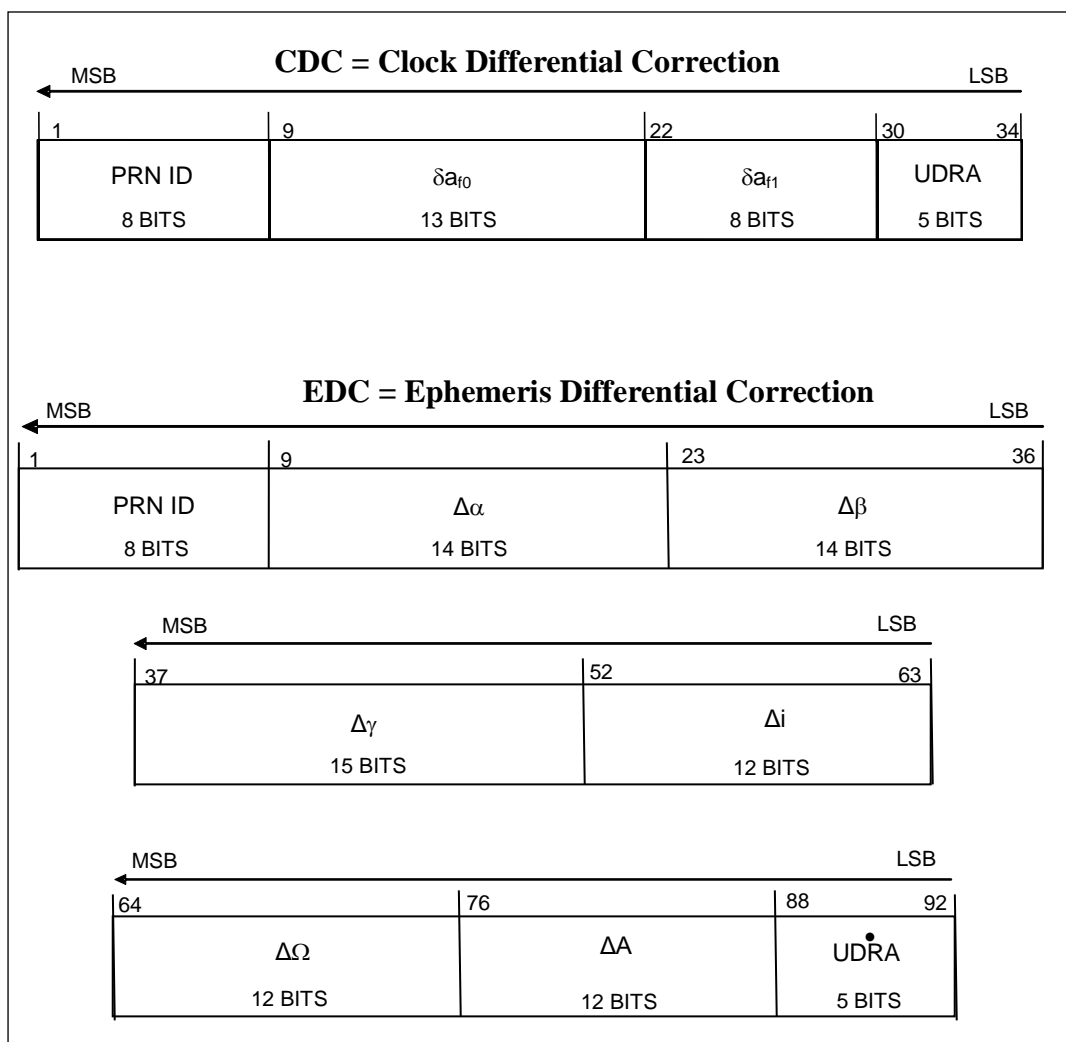 CDC = Clock Differential Correction
MSB LSB
1 9 22 30 34
PRN ID δaf0 δaf1 UDRA
8 BITS 13 BITS 8 BITS 5 BITS
EDC = Ephemeris Differential Correction
MSB LSB
1 9 23 36
PRN ID Δα Δβ
8 BITS 14 BITS 14 BITS
MSB LSB
37 52 63
Δγ Δi
15 BITS 12 BITS
MSB LSB
64 76 88 92
ΔΩ ΔA UDṘA
12 BITS 12 BITS 5 BITS